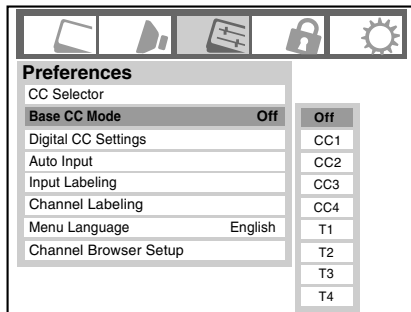 Preferences
CC Selector
Base CC Mode Off
Digital CC Settings
Auto Input
Input Labeling
Channel Labeling
Menu Language English
Channel Browser Setup
Off
CC1
CC2
CC3
CC4
T1
T2
T3
T4